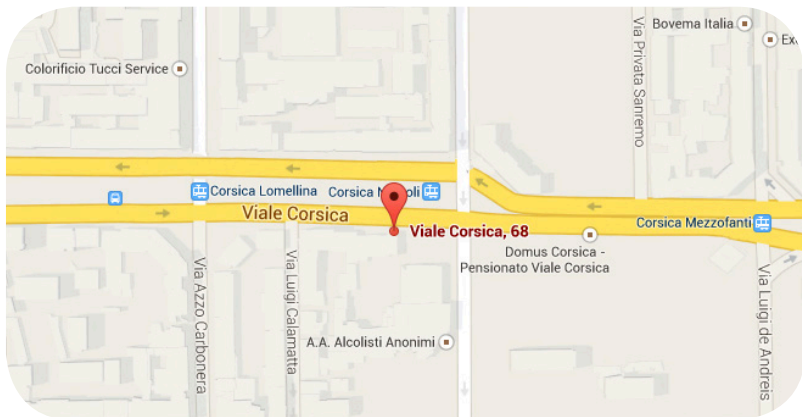 Bovema Italia
Colorificio Tucci Service
Via Privata Sanremo
Corsica Lomellina
Corsica
Viale Corsica
Viale Corsica, 68
Corsica Mezzofanti
Domus Corsica -
Pensionato Viale Corsica
Via Azzo Carbonera
Via Luigi Calamatta
Via Luigi de Andreis
A.A. Alcolisti Anonimi